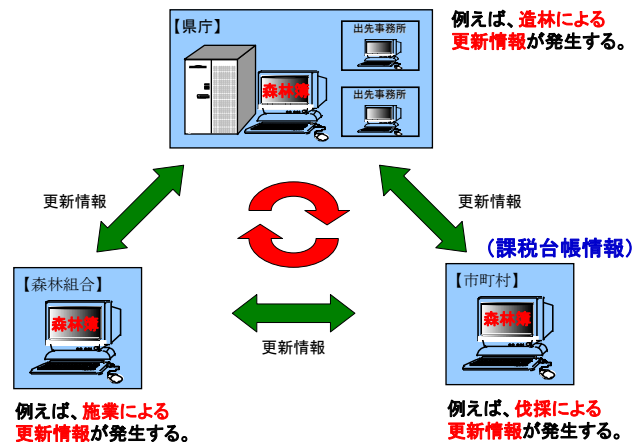 【県庁】
出先事務所
出先事務所
森林簿
例えば、造林による
更新情報が発生する。
更新情報
更新情報
(課税台帳情報)
【森林組合】
森林簿
【市町村】
森林簿
更新情報
例えば、施業による
更新情報が発生する。
例えば、伐採による
更新情報が発生する。